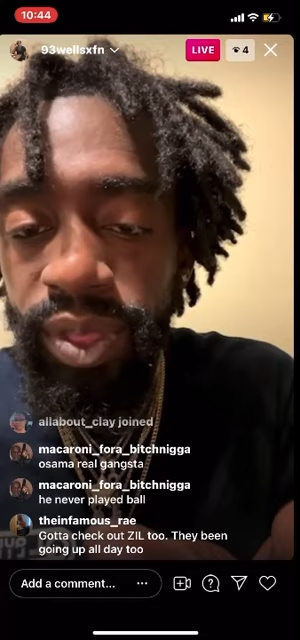 10:44
93wellsxfn
LIVE
4
allabout_clay joined
macaroni_fora_bitchnigga
osama real gangsta
macaroni_fora_bitchnigga
he never played ball
theinfamous_rae
Gotta check out ZIL too. They been
going up all day too
Add a comment...